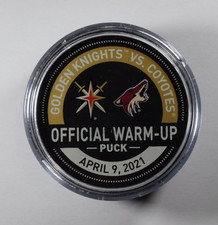 GOLDEN KNIGHTS® VS. COYOTES®
OFFICIAL WARM-UP
PUCK
APRIL 9, 2021